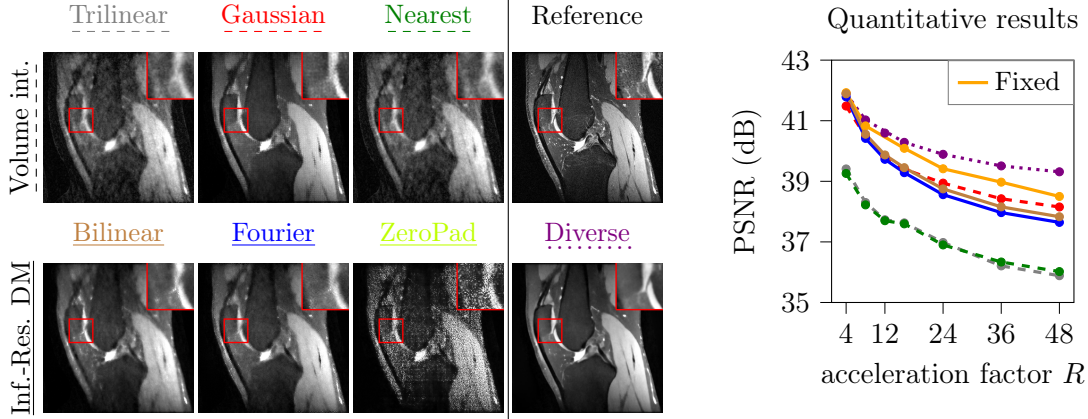 Trilinear Gaussian Nearest Reference
Volume int.
Bilinear Fourier ZeroPad Diverse
Inf.-Res. DM
Quantitative results
Fixed
PSNR (dB)
43
41
39
37
35
4 12 24 36 48
acceleration factor R